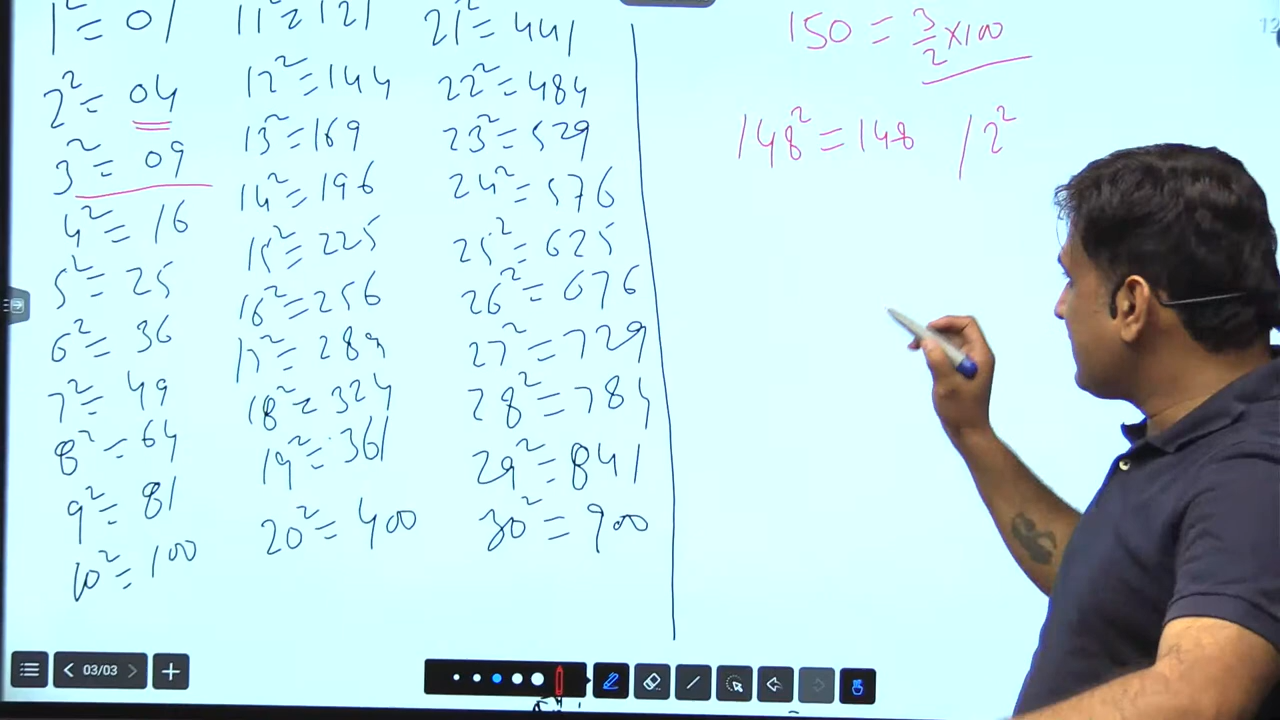 1² = 01
2² = 04
3² = 09
4² = 16
5² = 25
6² = 36
7² = 49
8² = 64
9² = 81
10² = 100
11² = 121
12² = 144
13² = 169
14² = 196
15² = 225
16² = 256
17² = 289
18² = 324
19² = 361
20² = 400
21² = 441
22² = 484
23² = 529
24² = 576
25² = 625
26² = 676
27² = 729
28² = 784
29² = 841
30² = 900
150 = 3/2 × 100
148² = 148 / 2²
03/03